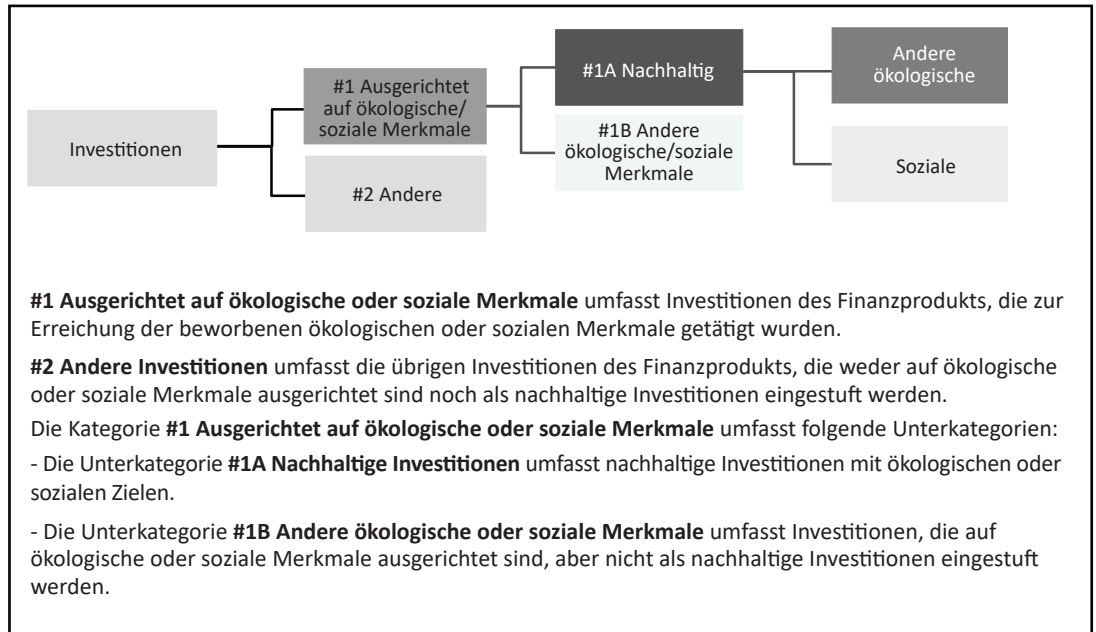 Investitionen
#1 Ausgerichtet
auf ökologische/
soziale Merkmale
#2 Andere
#1A Nachhaltig
#1B Andere
ökologische/soziale
Merkmale
Andere
ökologische
Soziale
#1 Ausgerichtet auf ökologische oder soziale Merkmale umfasst Investitionen des Finanzprodukts, die zur
Erreichung der beworbenen ökologischen oder sozialen Merkmale getätigt wurden.
#2 Andere Investitionen umfasst die übrigen Investitionen des Finanzprodukts, die weder auf ökologische
oder soziale Merkmale ausgerichtet sind noch als nachhaltige Investitionen eingestuft werden.
Die Kategorie #1 Ausgerichtet auf ökologische oder soziale Merkmale umfasst folgende Unterkategorien:
- Die Unterkategorie #1A Nachhaltige Investitionen umfasst nachhaltige Investitionen mit ökologischen oder
sozialen Zielen.
- Die Unterkategorie #1B Andere ökologische oder soziale Merkmale umfasst Investitionen, die auf
ökologische oder soziale Merkmale ausgerichtet sind, aber nicht als nachhaltige Investitionen eingestuft
werden.